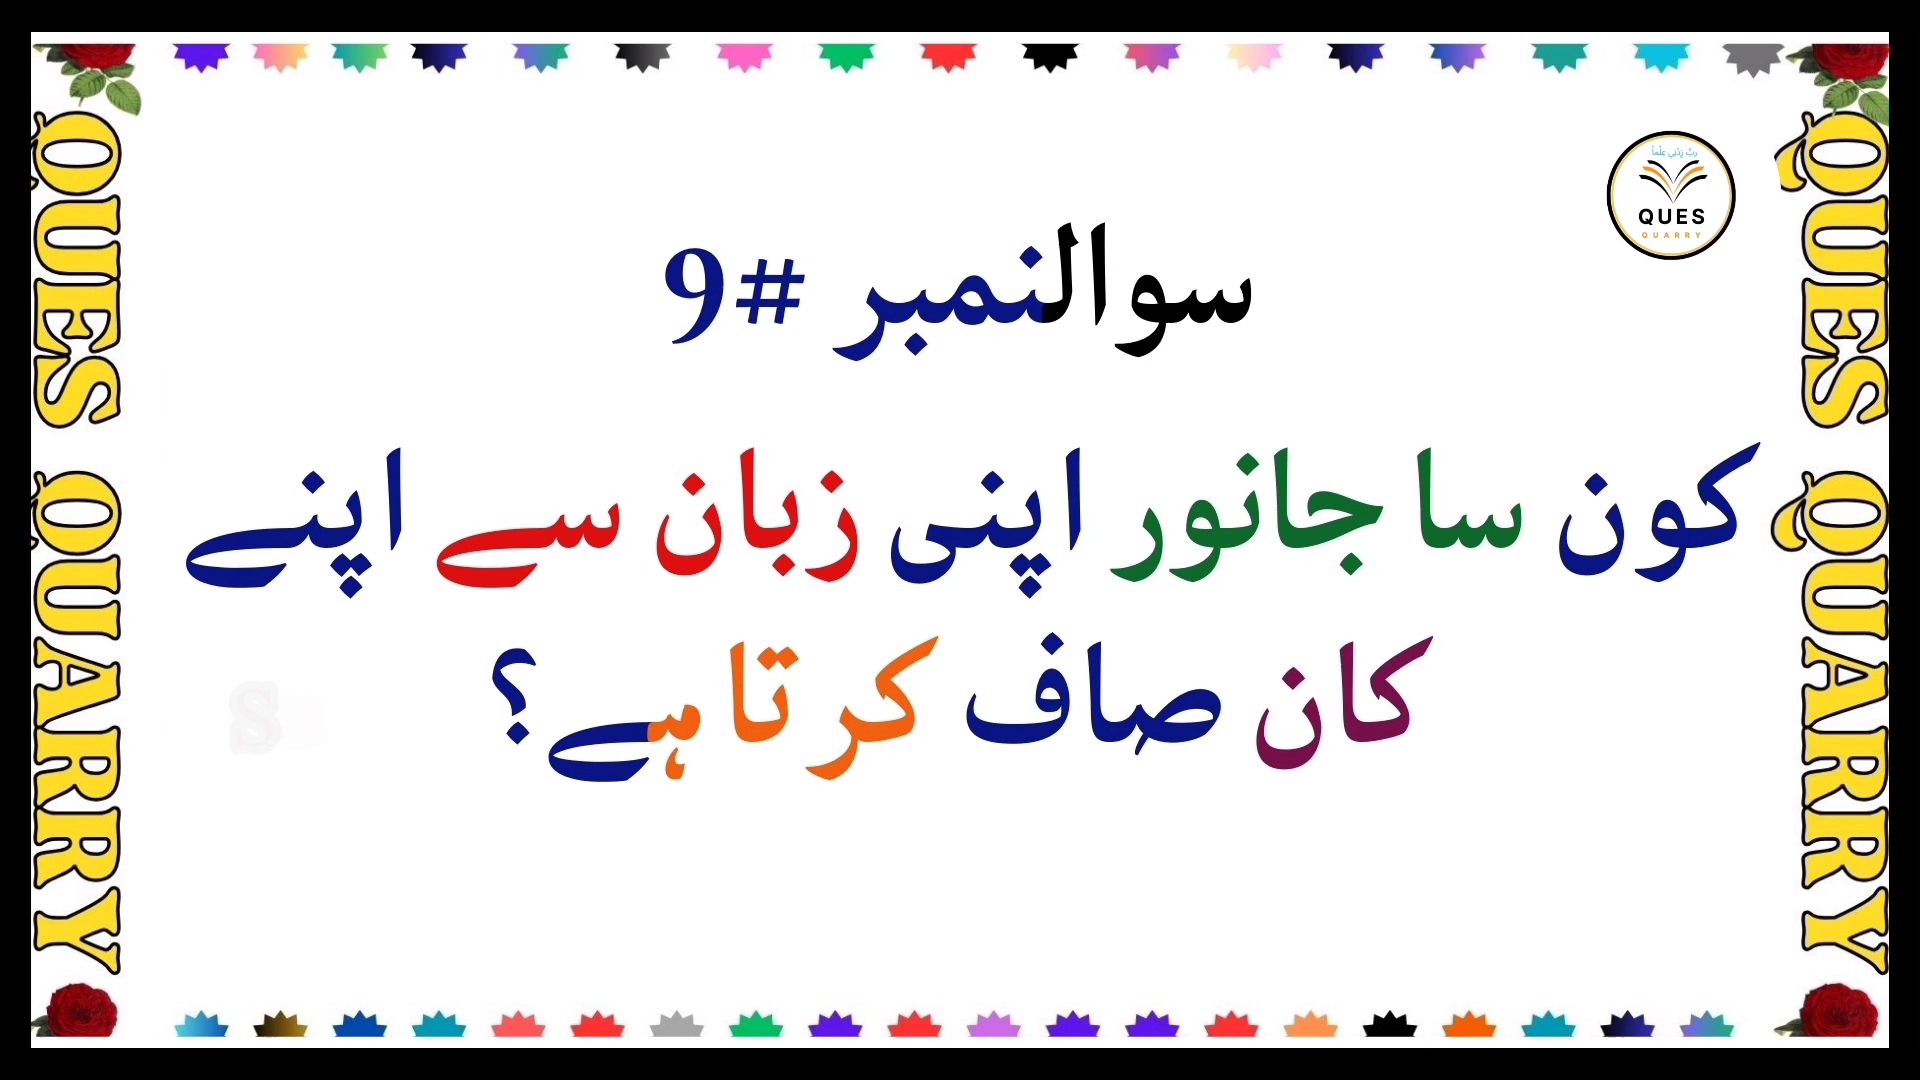 QUES QUARRY
QUES QUARRY
رَبِّ زِدْنِي عِلْماً
QUES
QUARRY
سوالنمبر #9
کون سا جانور اپنی زبان سے اپنے
کان صاف کرتا ہے؟
S